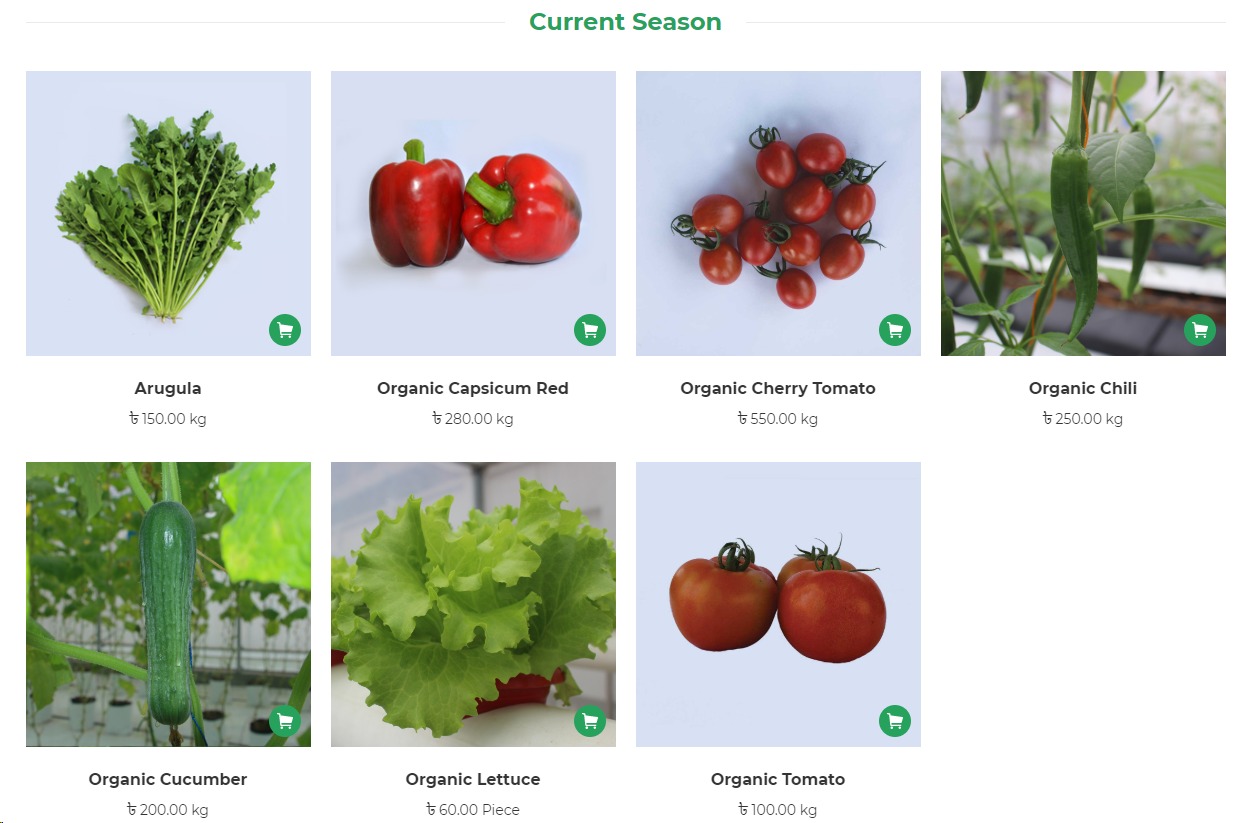 Current Season
Arugula
Organic Capsicum Red
Organic Cherry Tomato
Organic Chili
৳ 150.00 kg
৳ 280.00 kg
৳ 550.00 kg
৳ 250.00 kg
Organic Cucumber
Organic Lettuce
Organic Tomato
৳ 200.00 kg
৳ 60.00 Piece
৳ 100.00 kg